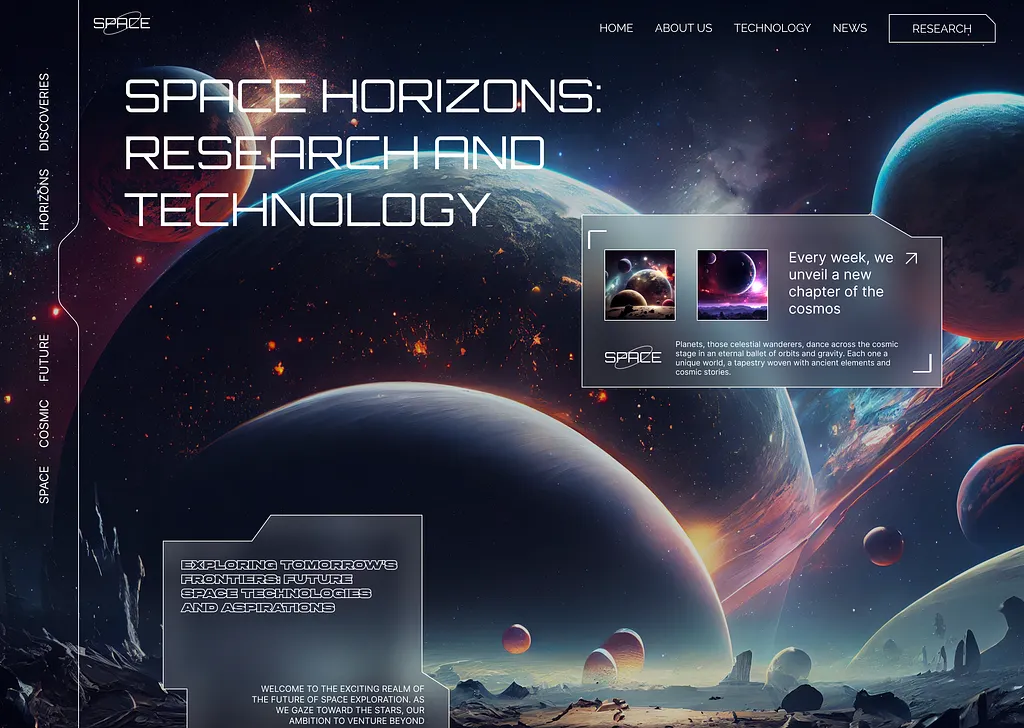 SPACE
HOME
ABOUT US
TECHNOLOGY
NEWS
RESEARCH
SPACE HORIZONS:
RESEARCH AND
TECHNOLOGY
DISCOVERIES
HORIZONS
FUTURE
COSMIC
SPACE
Every week, we
unveil a new
chapter of the
cosmos
SPACE
Planets, those celestial wanderers, dance across the cosmic
stage in an eternal ballet of orbits and gravity. Each one a
unique world, a tapestry woven with ancient elements and
cosmic stories.
EXPLORING TOMORROW'S
FRONTIERS: FUTURE
SPACE TECHNOLOGIES
AND ASPIRATIONS
WELCOME TO THE EXCITING REALM OF
THE FUTURE OF SPACE EXPLORATION. AS
WE GAZE TOWARD THE STARS, OUR
AMBITION TO VENTURE BEYOND